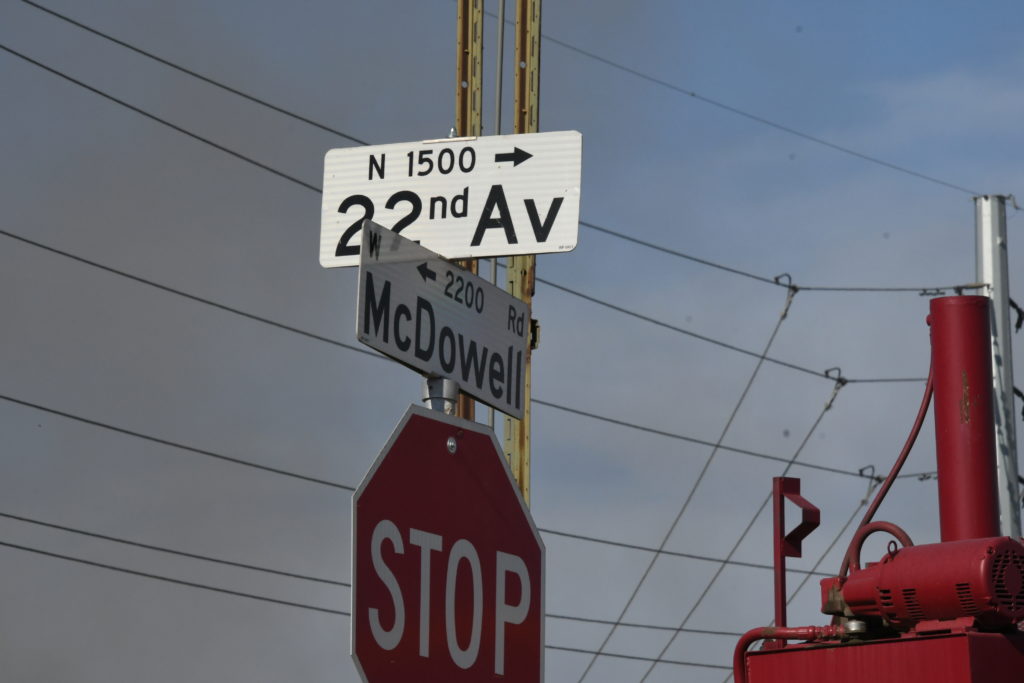 N 1500 →
22nd Av
W ← 2200 Rd
McDowell
STOP